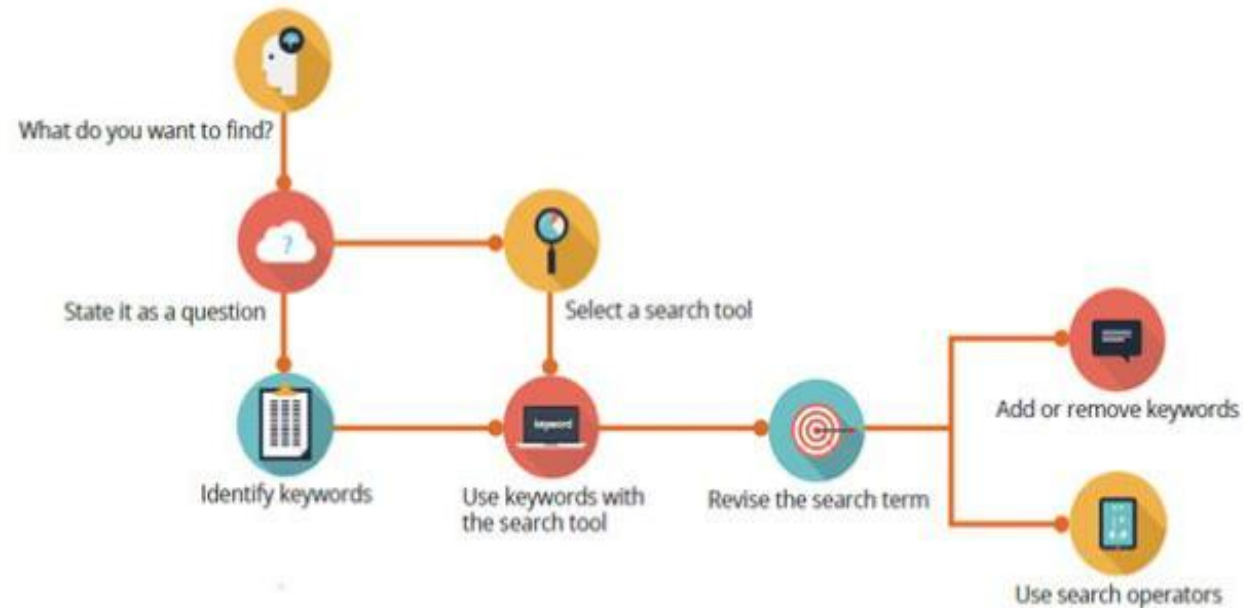 What do you want to find?
?
State it as a question
Select a search tool
Identify keywords
keyword
Use keywords with
the search tool
Revise the search term
Add or remove keywords
Use search operators